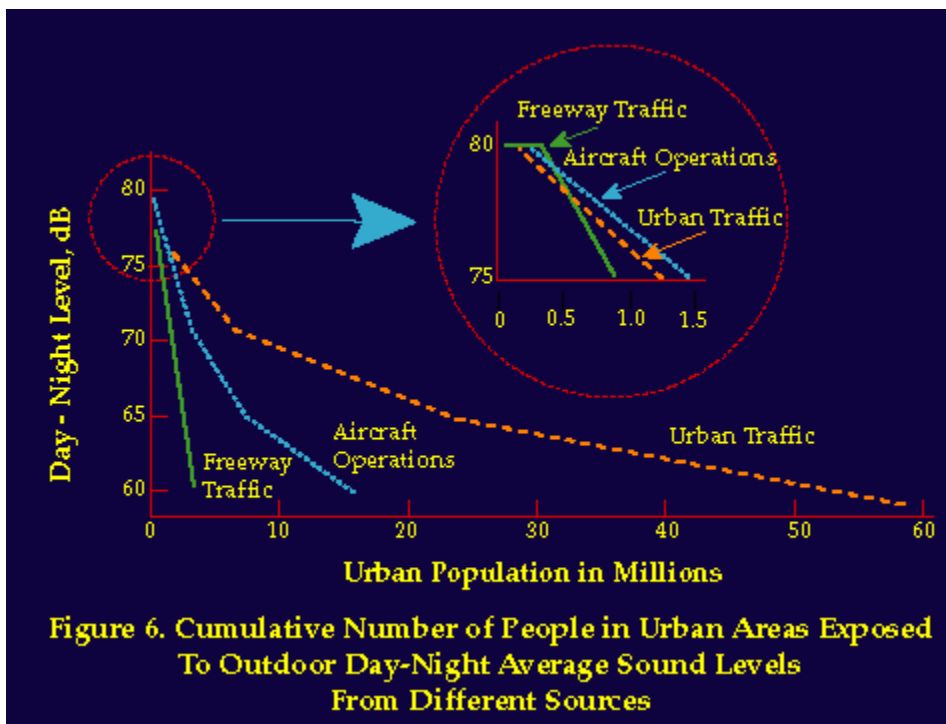 Freeway Traffic
80
Aircraft Operations
Urban Traffic
75
0 0.5 1.0 1.5
Day - Night Level, dB
80
75
70
65
60
Freeway
Traffic
Aircraft
Operations
Urban Traffic
0 10 20 30 40 50 60
Urban Population in Millions
Figure 6. Cumulative Number of People in Urban Areas Exposed
To Outdoor Day-Night Average Sound Levels
From Different Sources